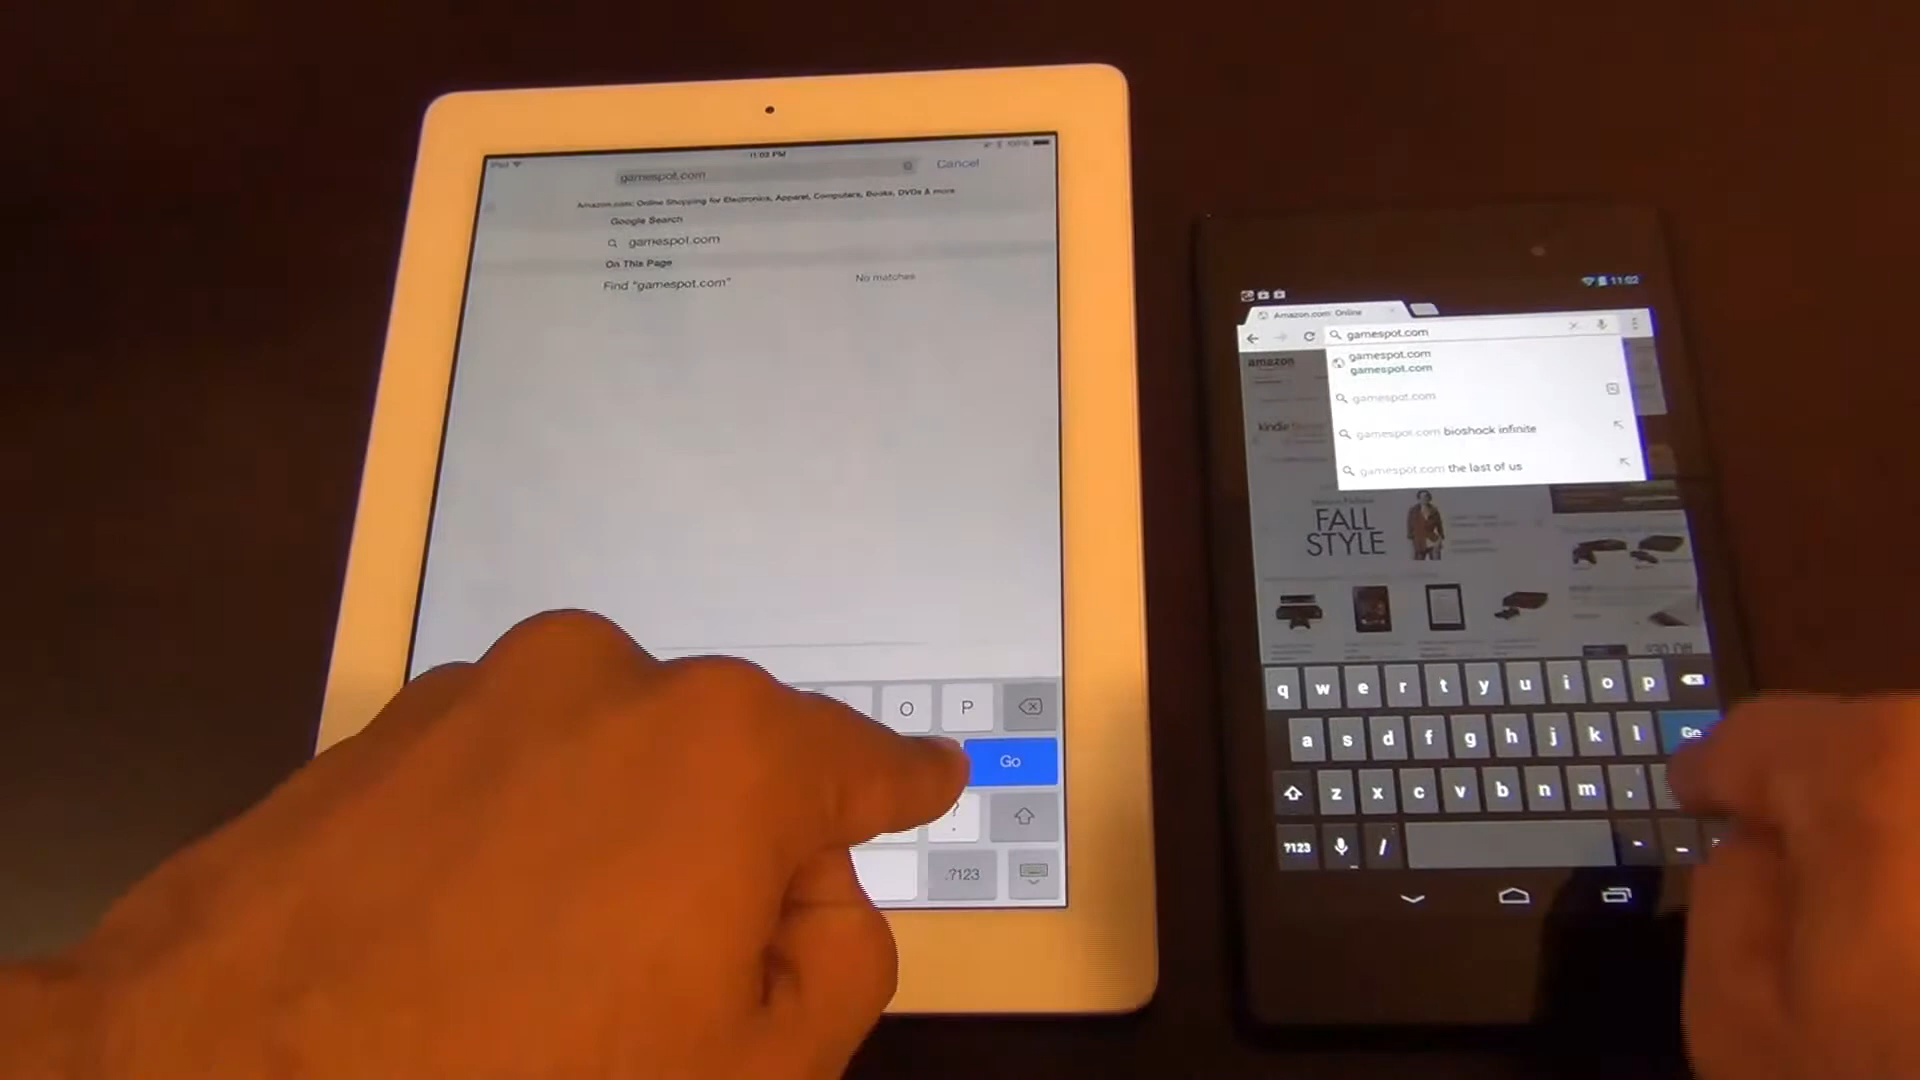 iPad
11:03 PM
100%
gamespot.com
Cancel
Amazon.com: Online Shopping for Electronics, Apparel, Computers, Books, DVDs & more
Google Search
gamespot.com
On This Page
Find "gamespot.com"
No matches
O P
Go
?
.
.?123
11:02
Amazon.com: Online
gamespot.com
amazon
gamespot.com
gamespot.com
gamespot.com
kindle
gamespot.com bioshock infinite
gamespot.com the last of us
FALL
STYLE
q w e r t y u i o p
a s d f g h j k l Go
z x c v b n m ,
?123 /